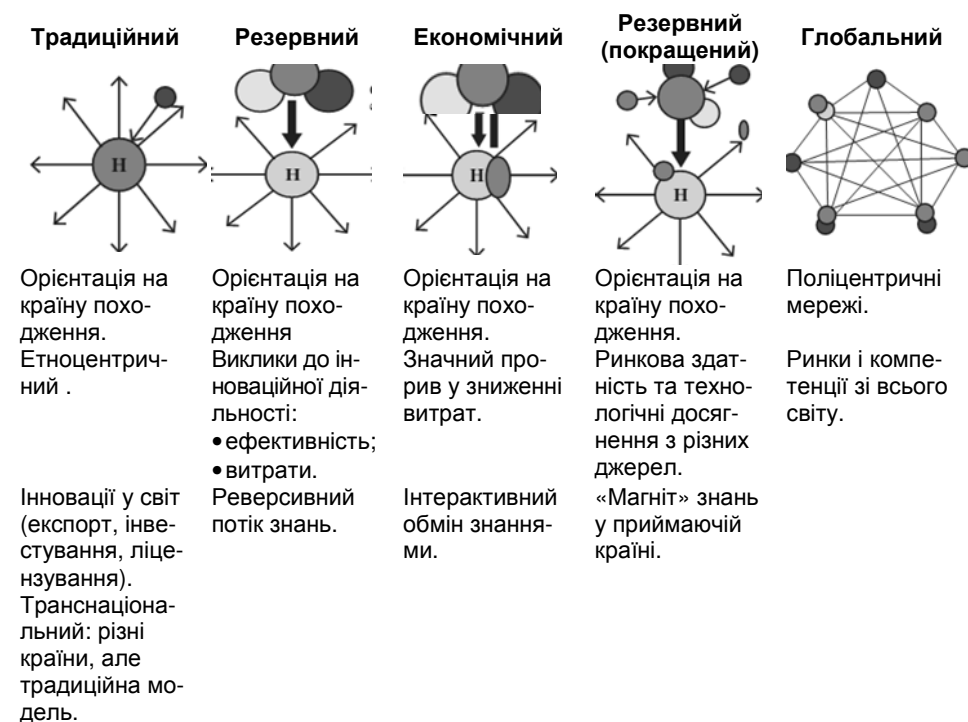 Традиційний
Резервний
Економічний
Резервний
(покращений)
Глобальний
H
H
H
H
Орієнтація на
країну похо-
дження.
Етноцентрич-
ний .
Інновації у світ
(експорт, інве-
стування, ліце-
нзування).
Транснаціона-
льний: різні
країни, але
традиційна мо-
дель.
Орієнтація на
країну похо-
дження
Виклики до ін-
новаційної дія-
льності:
•ефективність;
•витрати.
Реверсивний
потік знань.
Орієнтація на
країну похо-
дження.
Значний про-
рив у зниженні
витрат.
Інтерактивний
обмін знання-
ми.
Орієнтація на
країну похо-
дження.
Ринкова здат-
ність та техно-
логічні досяг-
нення з різних
джерел.
«Магніт» знань
у приймаючій
країні.
Поліцентричні
мережі.
Ринки і компе-
тенції зі всього
світу.